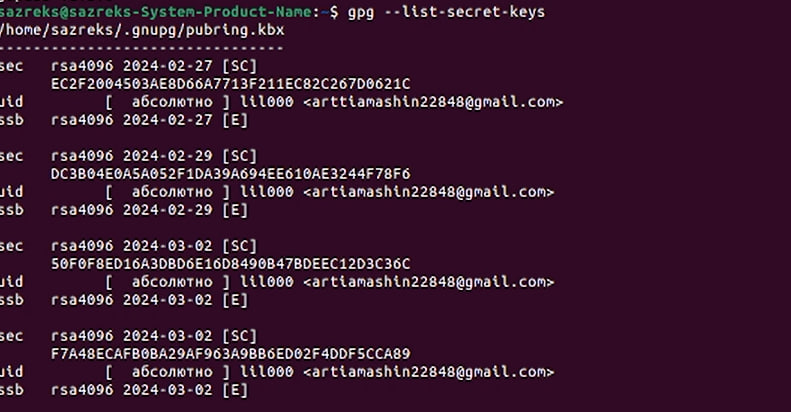 sazreks@sazreks-System-Product-Name:~$ gpg --list-secret-keys
/home/sazreks/.gnupg/pubring.kbx
--------------------------------
sec   rsa4096 2024-02-27 [SC]
      EC2F2004503AE8D66A7713F211EC82C267D0621C
uid         [  абсолютно ] lil000 <arttiamashin22848@gmail.com>
ssb   rsa4096 2024-02-27 [E]
sec   rsa4096 2024-02-29 [SC]
      DC3B04E0A5A052F1DA39A694EE610AE3244F78F6
uid         [  абсолютно ] lil000 <artiamashin22848@gmail.com>
ssb   rsa4096 2024-02-29 [E]
sec   rsa4096 2024-03-02 [SC]
      50F0F8ED16A3DBD6E16D8490B47BDEEC12D3C36C
uid         [  абсолютно ] lil000 <artiamashin22848@gmail.com>
ssb   rsa4096 2024-03-02 [E]
sec   rsa4096 2024-03-02 [SC]
      F7A48ECAFB0BA29AF963A9BB6ED02F4DDF5CCA89
uid         [  абсолютно ] lil000 <artiamashin22848@gmail.com>
ssb   rsa4096 2024-03-02 [E]